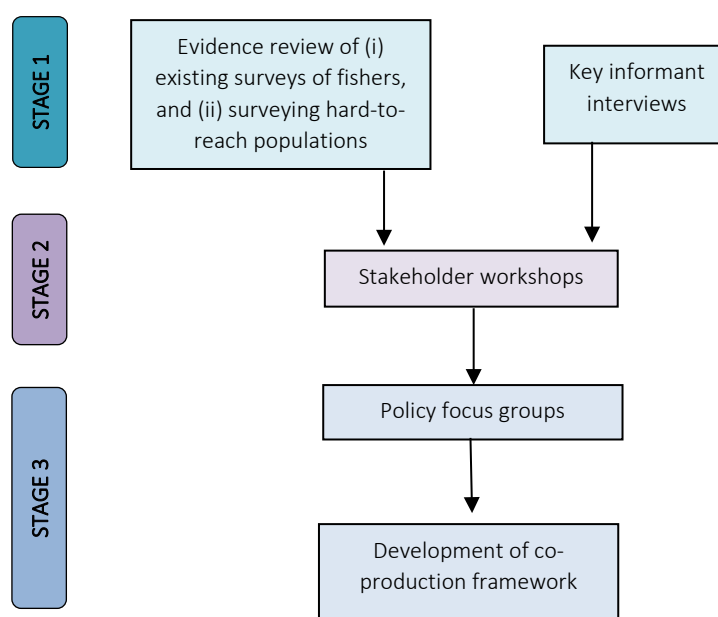 STAGE 1
Evidence review of (i)
existing surveys of fishers,
and (ii) surveying hard-to-
reach populations
Key informant
interviews
STAGE 2
Stakeholder workshops
STAGE 3
Policy focus groups
Development of co-
production framework